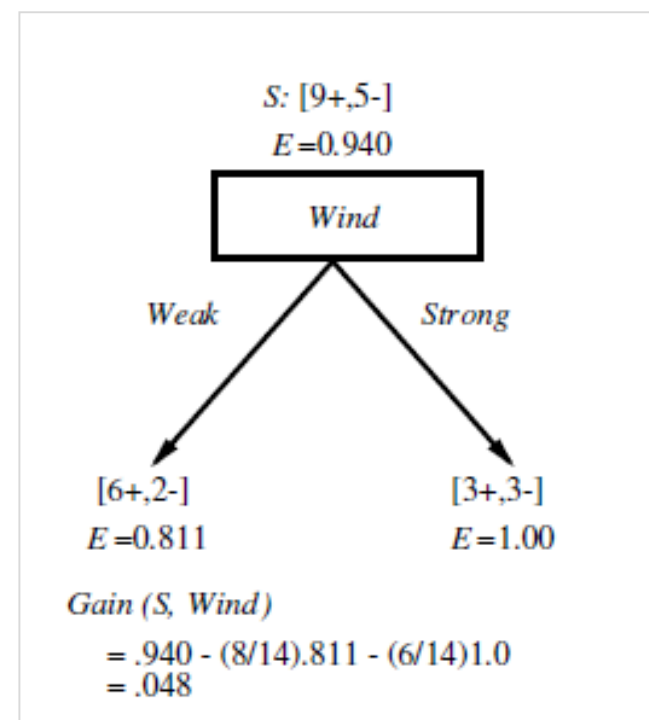 S: [9+,5-]
E=0.940
Wind
Weak Strong
[6+,2-] [3+,3-]
E=0.811 E=1.00
Gain (S, Wind)
= .940 - (8/14).811 - (6/14)1.0
= .048